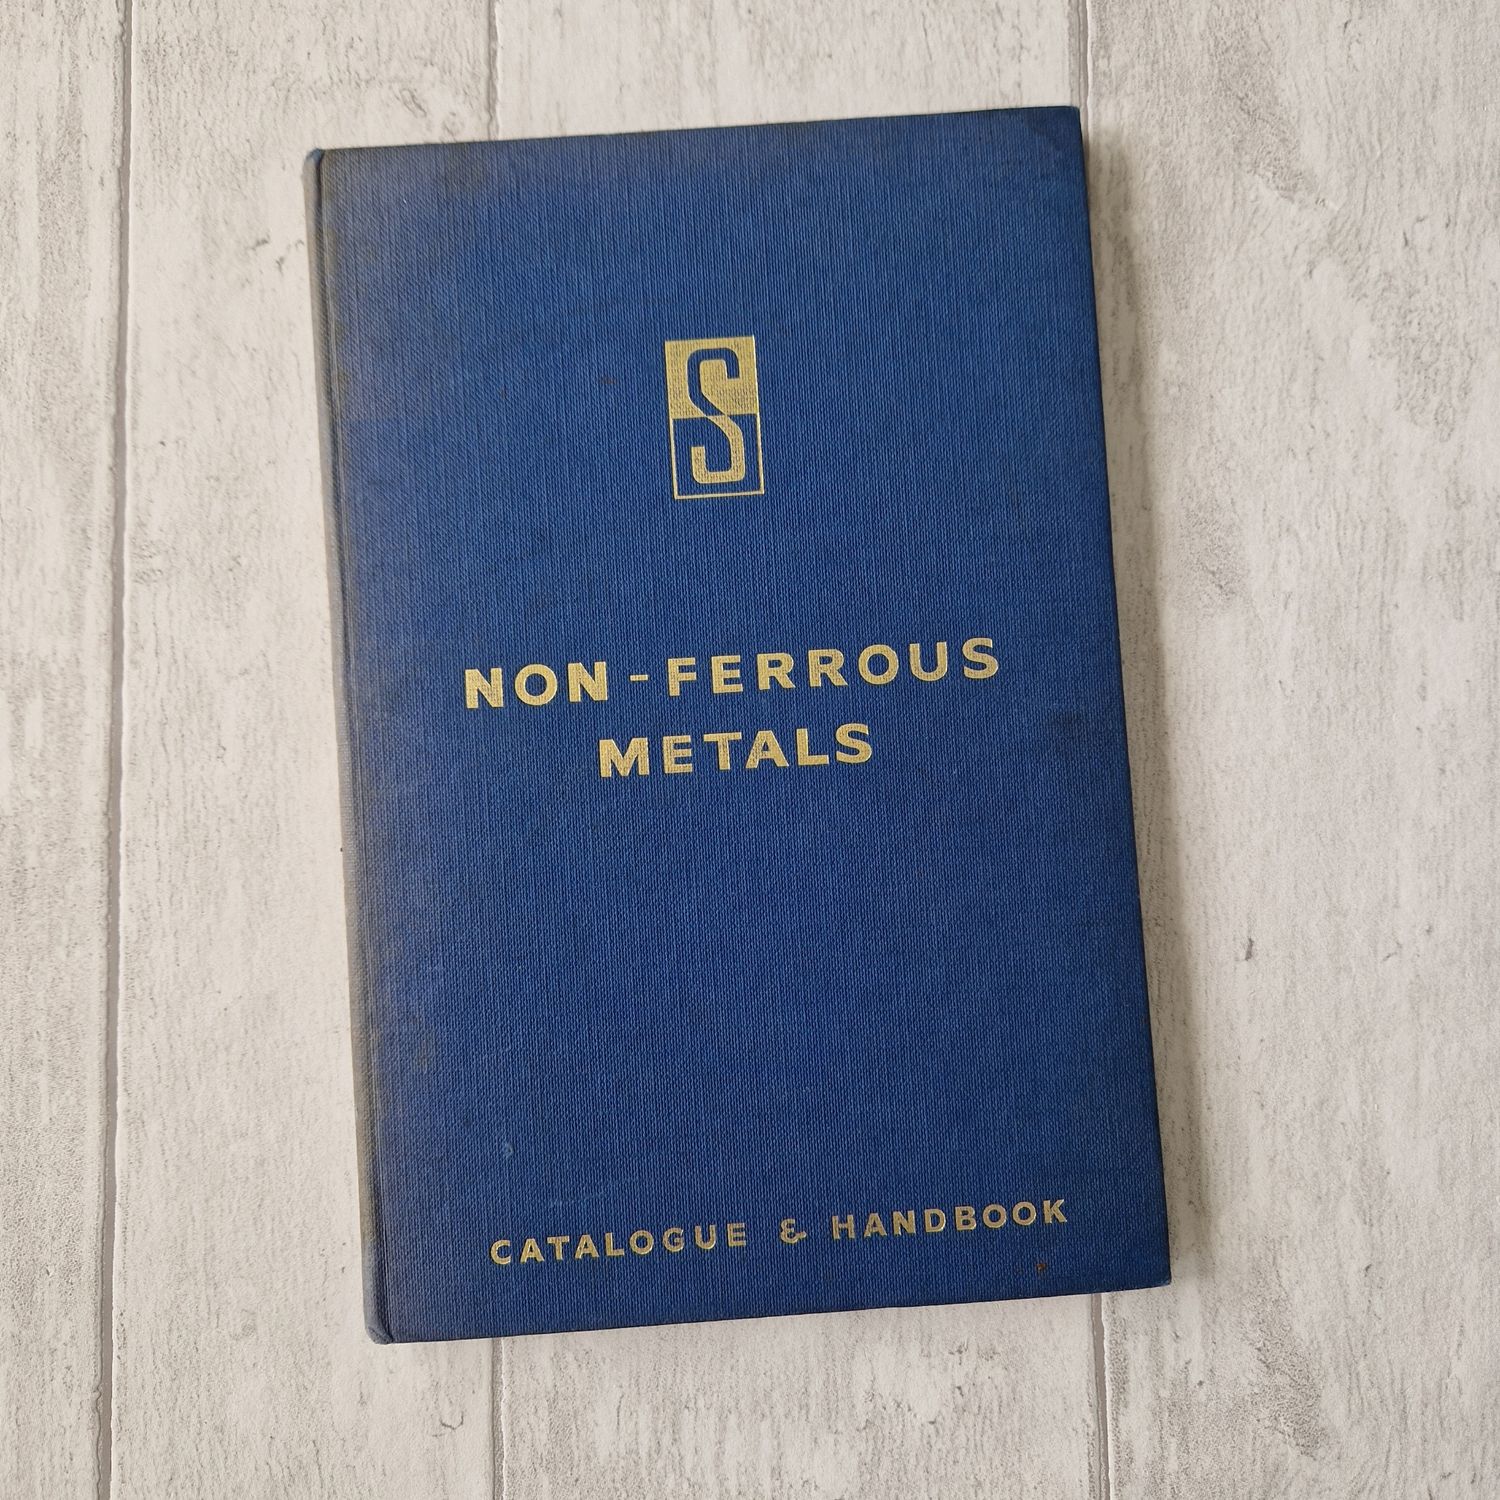 S
NON-FERROUS
METALS
CATALOGUE & HANDBOOK